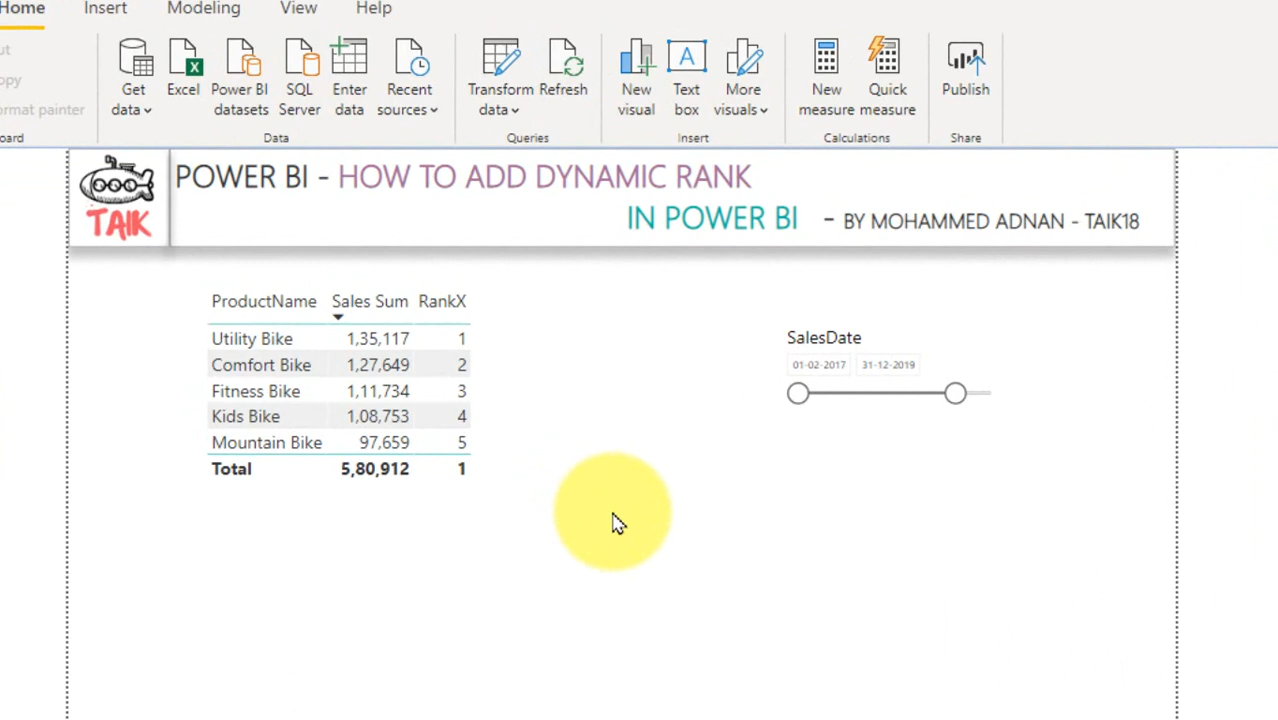 Home Insert Modeling View Help
ut
opy
ormat painter
Get data
Excel
Power BI datasets
SQL Server
Enter data
Recent sources
Transform data
Refresh
New visual
Text box
More visuals
New measure
Quick measure
Publish
oard Data Queries Insert Calculations Share
TAIK
POWER BI - HOW TO ADD DYNAMIC RANK
IN POWER BI - BY MOHAMMED ADNAN - TAIK18
ProductName Sales Sum RankX
Utility Bike 1,35,117 1
Comfort Bike 1,27,649 2
Fitness Bike 1,11,734 3
Kids Bike 1,08,753 4
Mountain Bike 97,659 5
Total 5,80,912 1
SalesDate
01-02-2017 31-12-2019